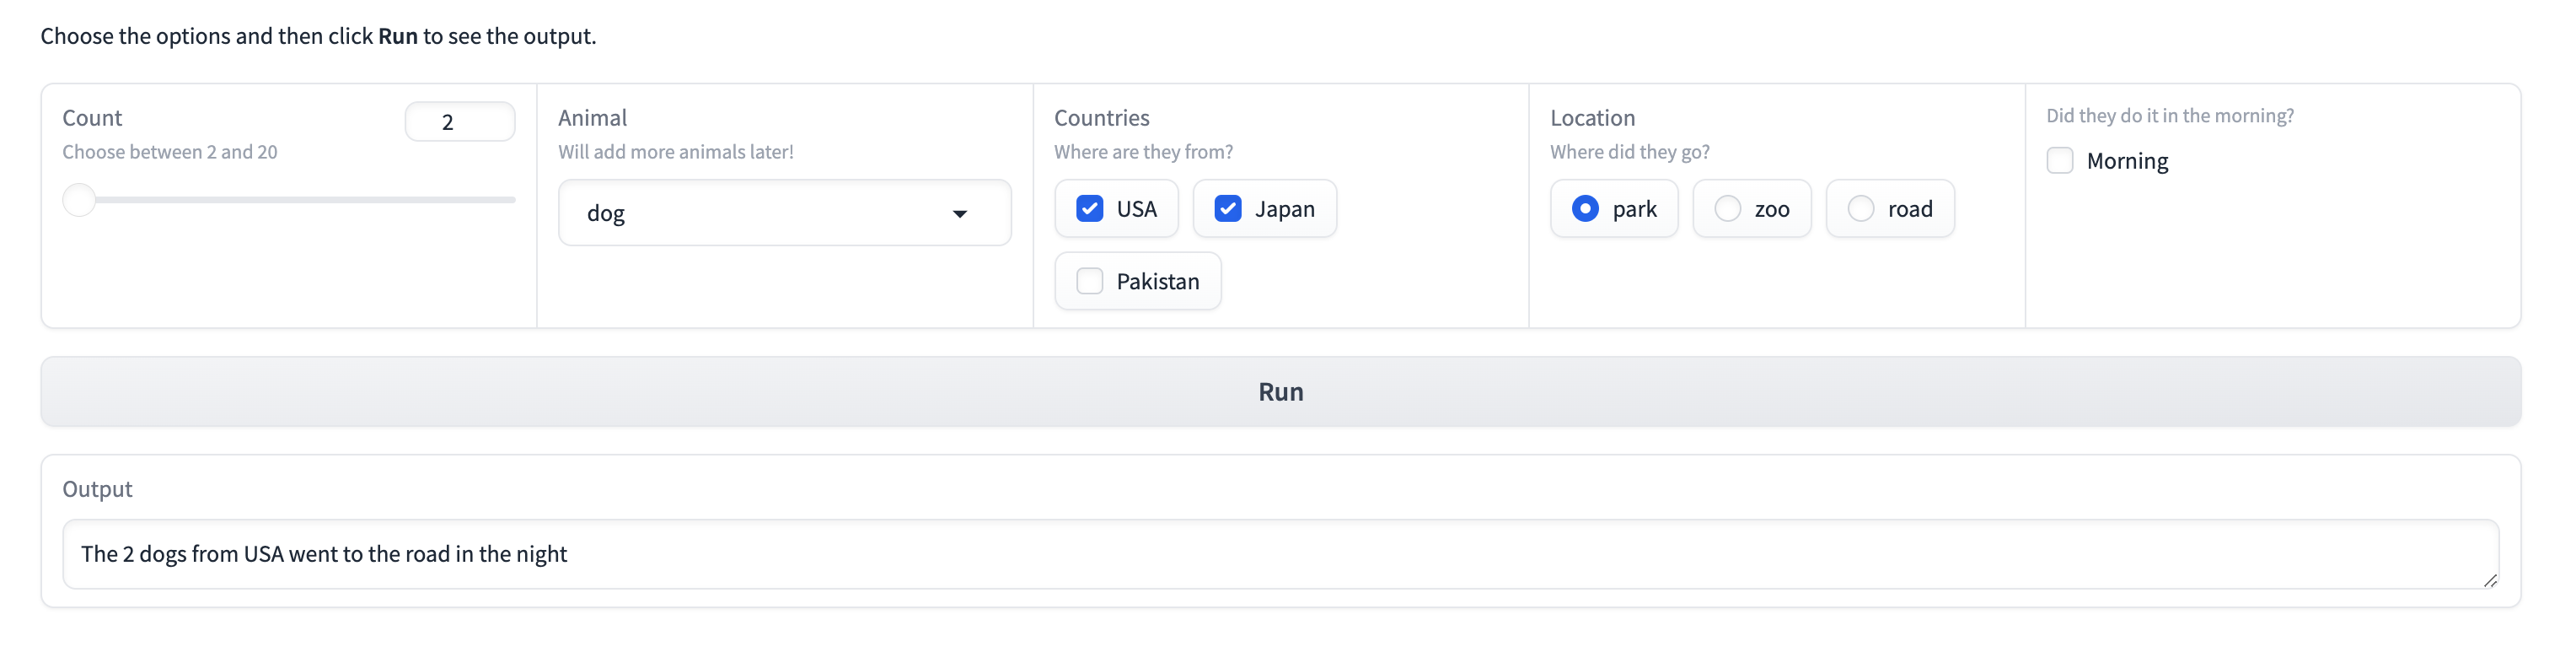 Choose the options and then click Run to see the output.
Count
2
Choose between 2 and 20
Animal
Will add more animals later!
dog
Countries
Where are they from?
USA
Japan
Pakistan
Location
Where did they go?
park
zoo
road
Did they do it in the morning?
Morning
Run
Output
The 2 dogs from USA went to the road in the night